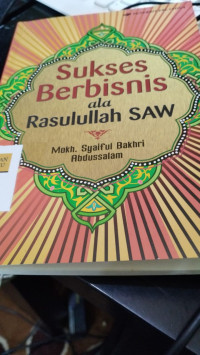 Sukses
Berbisnis
ala
Rasulullah SAW
Mokh. Syaiful Bakhri
Abdussalam